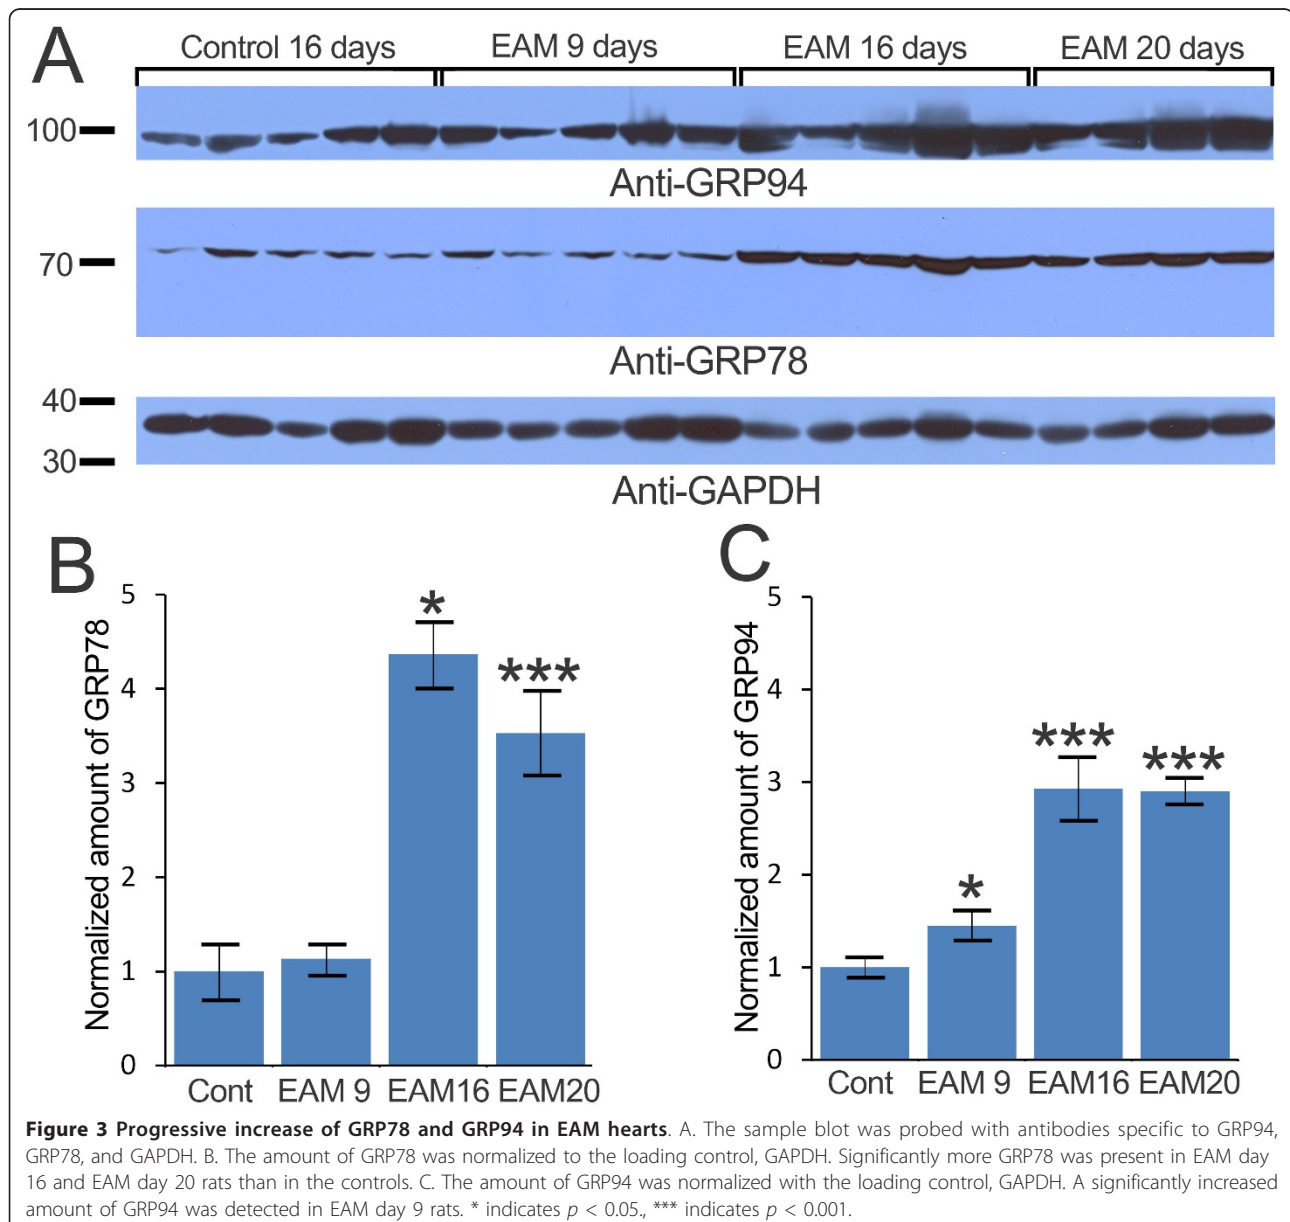 A
Control 16 days
EAM 9 days
EAM 16 days
EAM 20 days
100
Anti-GRP94
70
Anti-GRP78
40
30
Anti-GAPDH
B
Normalized amount of GRP78
5
*
4
***
3
2
1
0
Cont
EAM 9
EAM16
EAM20
C
Normalized amount of GRP94
5
4
***
***
3
2
*
1
0
Cont
EAM 9
EAM16
EAM20
Figure 3 Progressive increase of GRP78 and GRP94 in EAM hearts. A. The sample blot was probed with antibodies specific to GRP94,
GRP78, and GAPDH. B. The amount of GRP78 was normalized to the loading control, GAPDH. Significantly more GRP78 was present in EAM day
16 and EAM day 20 rats than in the controls. C. The amount of GRP94 was normalized with the loading control, GAPDH. A significantly increased
amount of GRP94 was detected in EAM day 9 rats. * indicates p < 0.05., *** indicates p < 0.001.